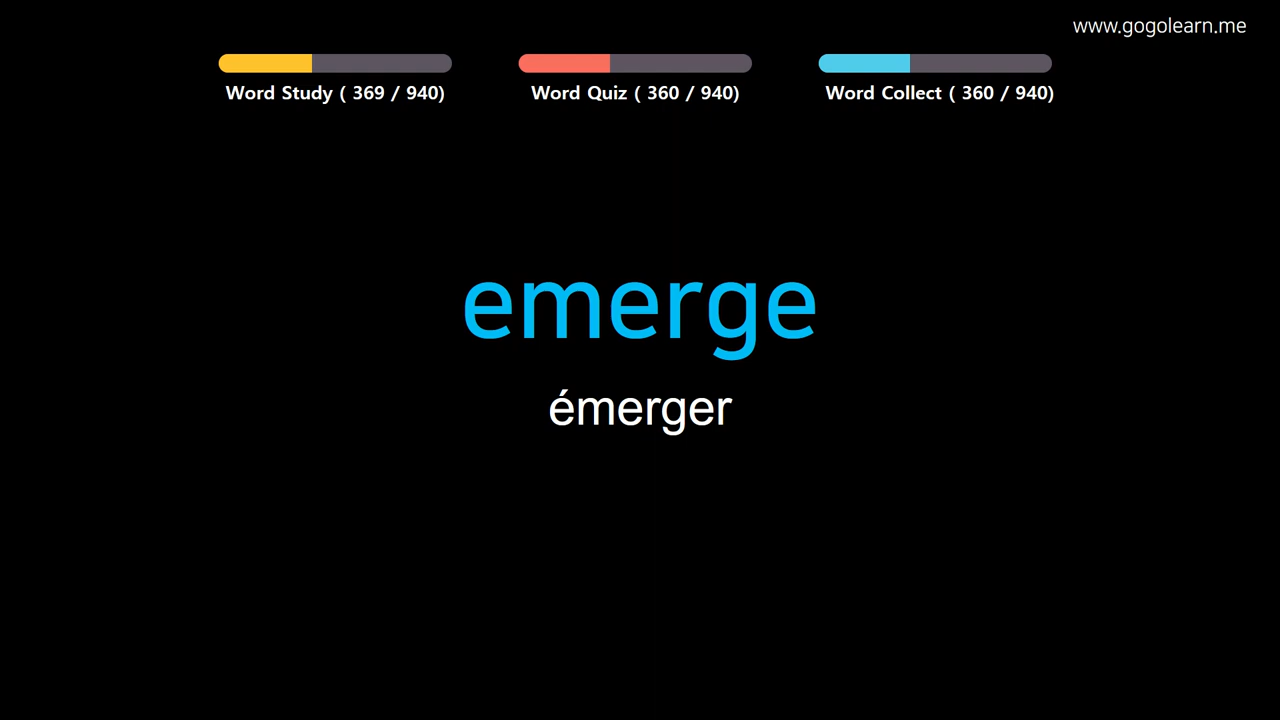 www.gogolearn.me
Word Study ( 369 / 940)
Word Quiz ( 360 / 940)
Word Collect ( 360 / 940)
emerge
émerger